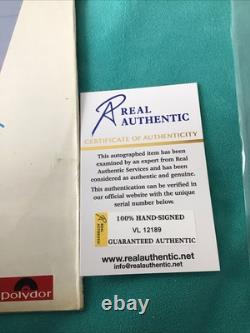 REAL
AUTHENTIC
CERTIFICATE OF AUTHENTICITY
This autographed item has been
examined by an expert from Real
Authentic Services and has been
considered as authentic and genuine.
This authentication can be verified in
our official website with the unique
serial number below.
100% HAND-SIGNED
VL 12189
GUARANTEED AUTHENTIC
www.realauthentic.net
info@realauthentic.net
polydor